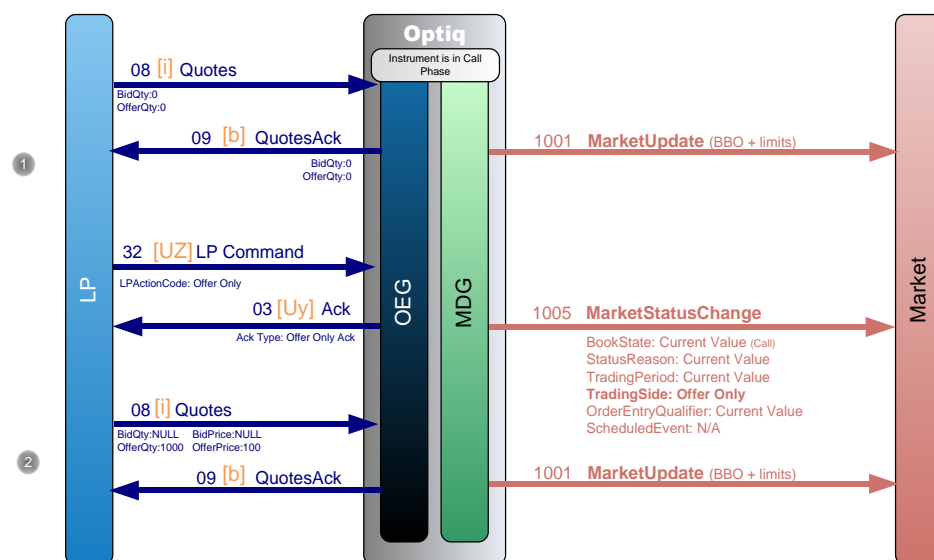 Optiq
Instrument is in Call
Phase
08 [i] Quotes
BidQty:0
OfferQty:0
09 [b] QuotesAck
BidQty:0
OfferQty:0
1001 MarketUpdate (BBO + limits)
1
32 [UZ] LP Command
LPActionCode: Offer Only
03 [Uy] Ack
Ack Type: Offer Only Ack
1005 MarketStatusChange
BookState: Current Value (Call)
StatusReason: Current Value
TradingPeriod: Current Value
TradingSide: Offer Only
OrderEntryQualifier: Current Value
ScheduledEvent: N/A
LP
OEG
MDG
Market
08 [i] Quotes
BidQty:NULL BidPrice:NULL
OfferQty:1000 OfferPrice:100
2
09 [b] QuotesAck
1001 MarketUpdate (BBO + limits)